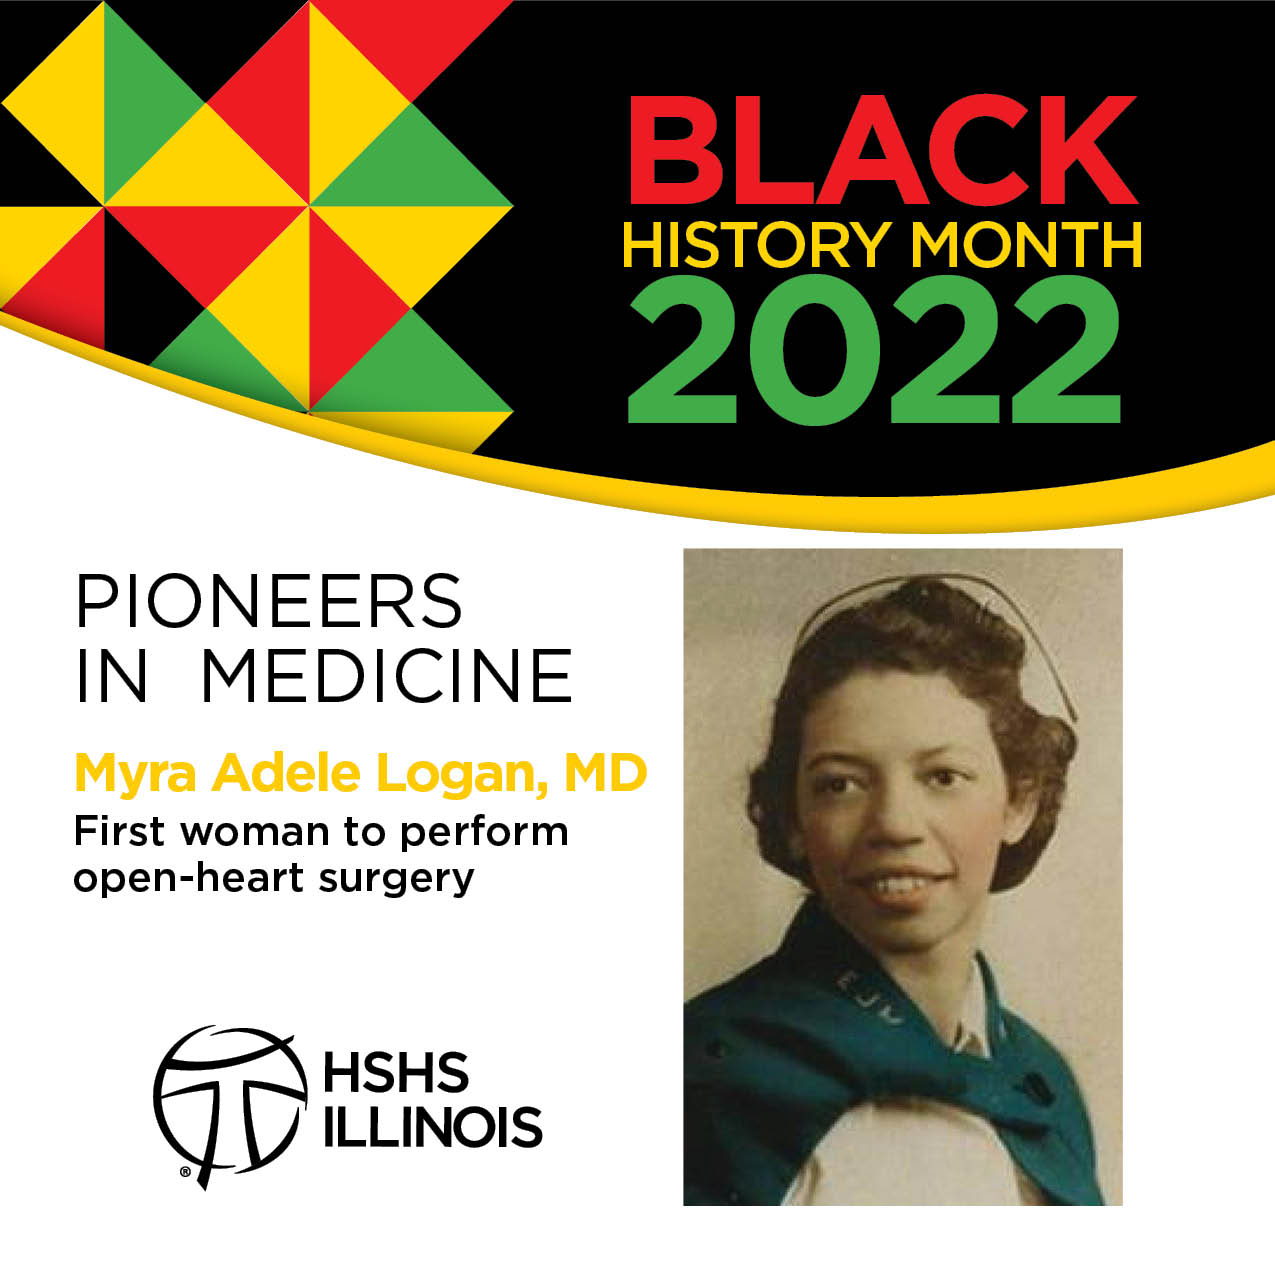 BLACK
HISTORY MONTH
2022
PIONEERS
IN MEDICINE
Myra Adele Logan, MD
First woman to perform
open-heart surgery
EJV
HSHS
ILLINOIS
®